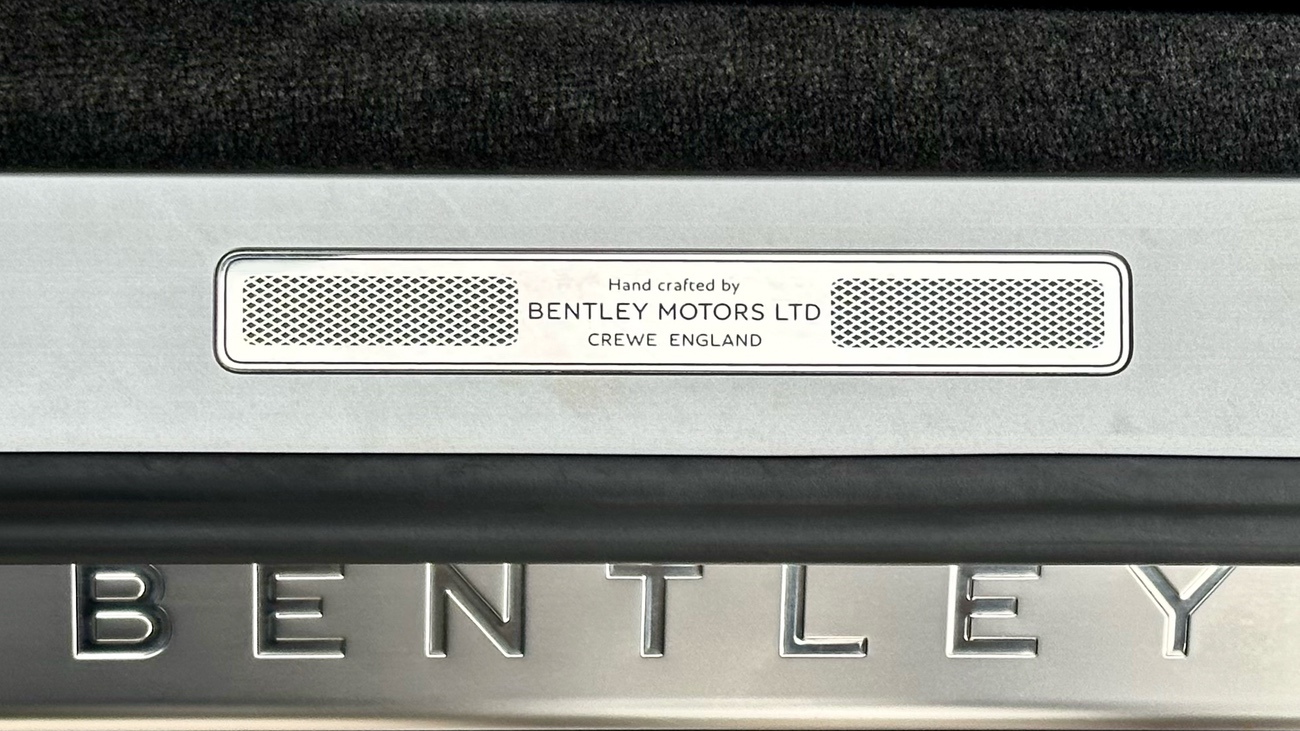 Hand crafted by
BENTLEY MOTORS LTD
CREWE ENGLAND
BENTLEY